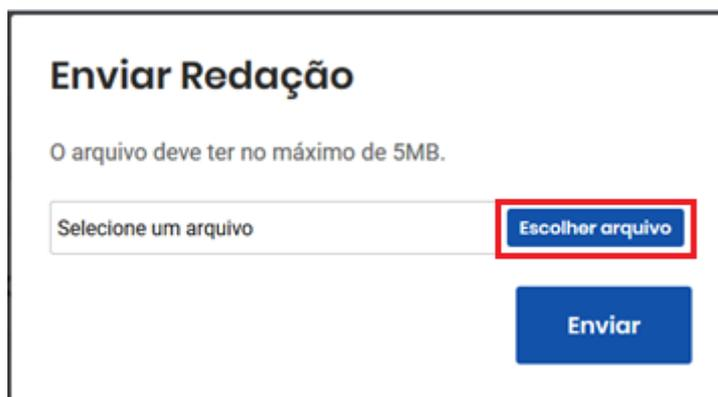 Enviar Redação
O arquivo deve ter no máximo de 5MB.
Selecione um arquivo
Escolher arquivo
Enviar